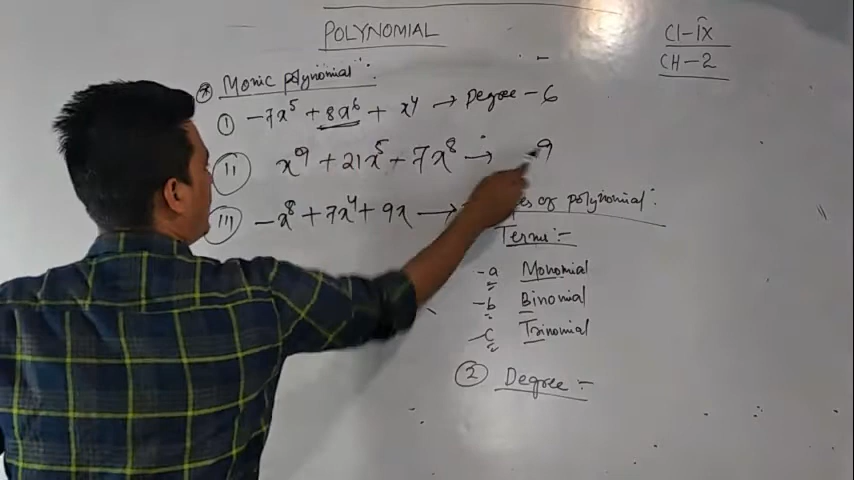 POLYNOMIAL
Cl-IX
CH-2
Monic polynomial:
① -7x⁵ + 8x⁶ + x⁴ → Degree - 6
ⓘⓘ x⁹ + 21x⁵ + 7x⁸ → 9
ⓘⓘⓘ -x⁸ + 7x⁴ + 9x →
of polynomial:
Terms:-
-a Monomial
-b Binomial
-c Trinomial
② Degree:-